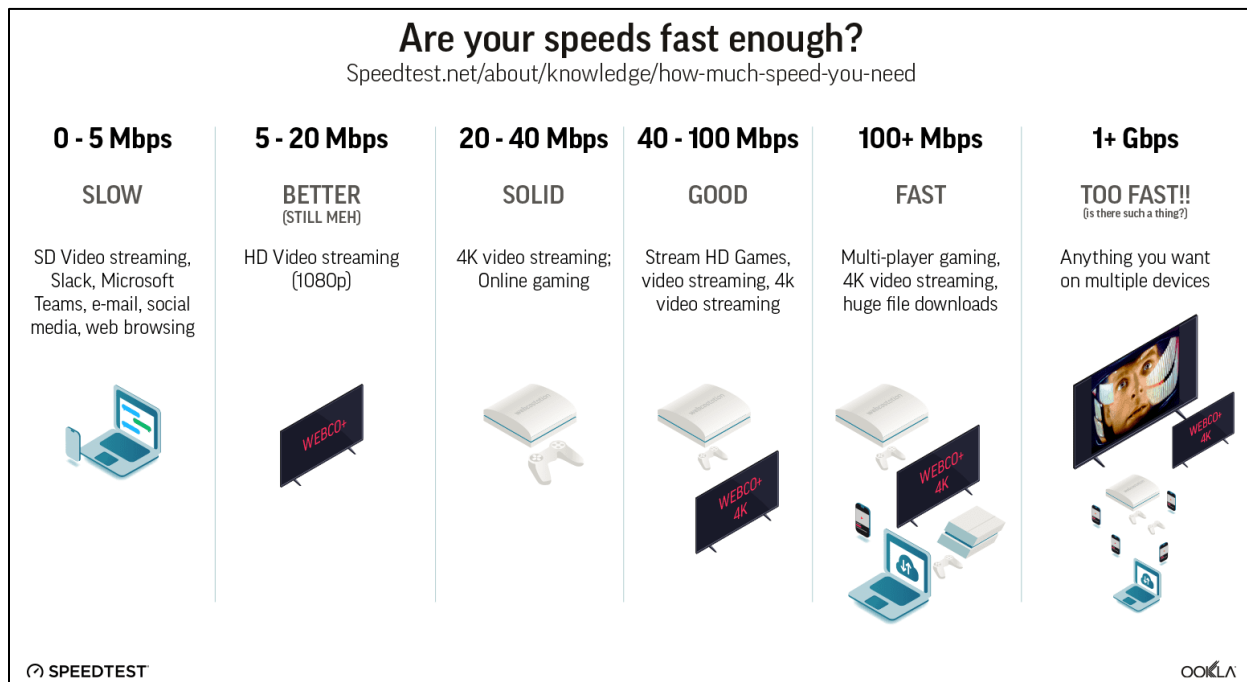 Are your speeds fast enough?
Speedtest.net/about/knowledge/how-much-speed-you-need
0 - 5 Mbps
SLOW
SD Video streaming,
Slack, Microsoft
Teams, e-mail, social
media, web browsing
5 - 20 Mbps
BETTER
(STILL MEH)
HD Video streaming
(1080p)
WEBCO+
20 - 40 Mbps
SOLID
4K video streaming;
Online gaming
40 - 100 Mbps
GOOD
Stream HD Games,
video streaming, 4k
video streaming
WEBCO+
4K
100+ Mbps
FAST
Multi-player gaming,
4K video streaming,
huge file downloads
WEBCO+
4K
1+ Gbps
TOO FAST!!
(is there such a thing?)
Anything you want
on multiple devices
WEBCO+
4K
SPEEDTEST
OOKLA